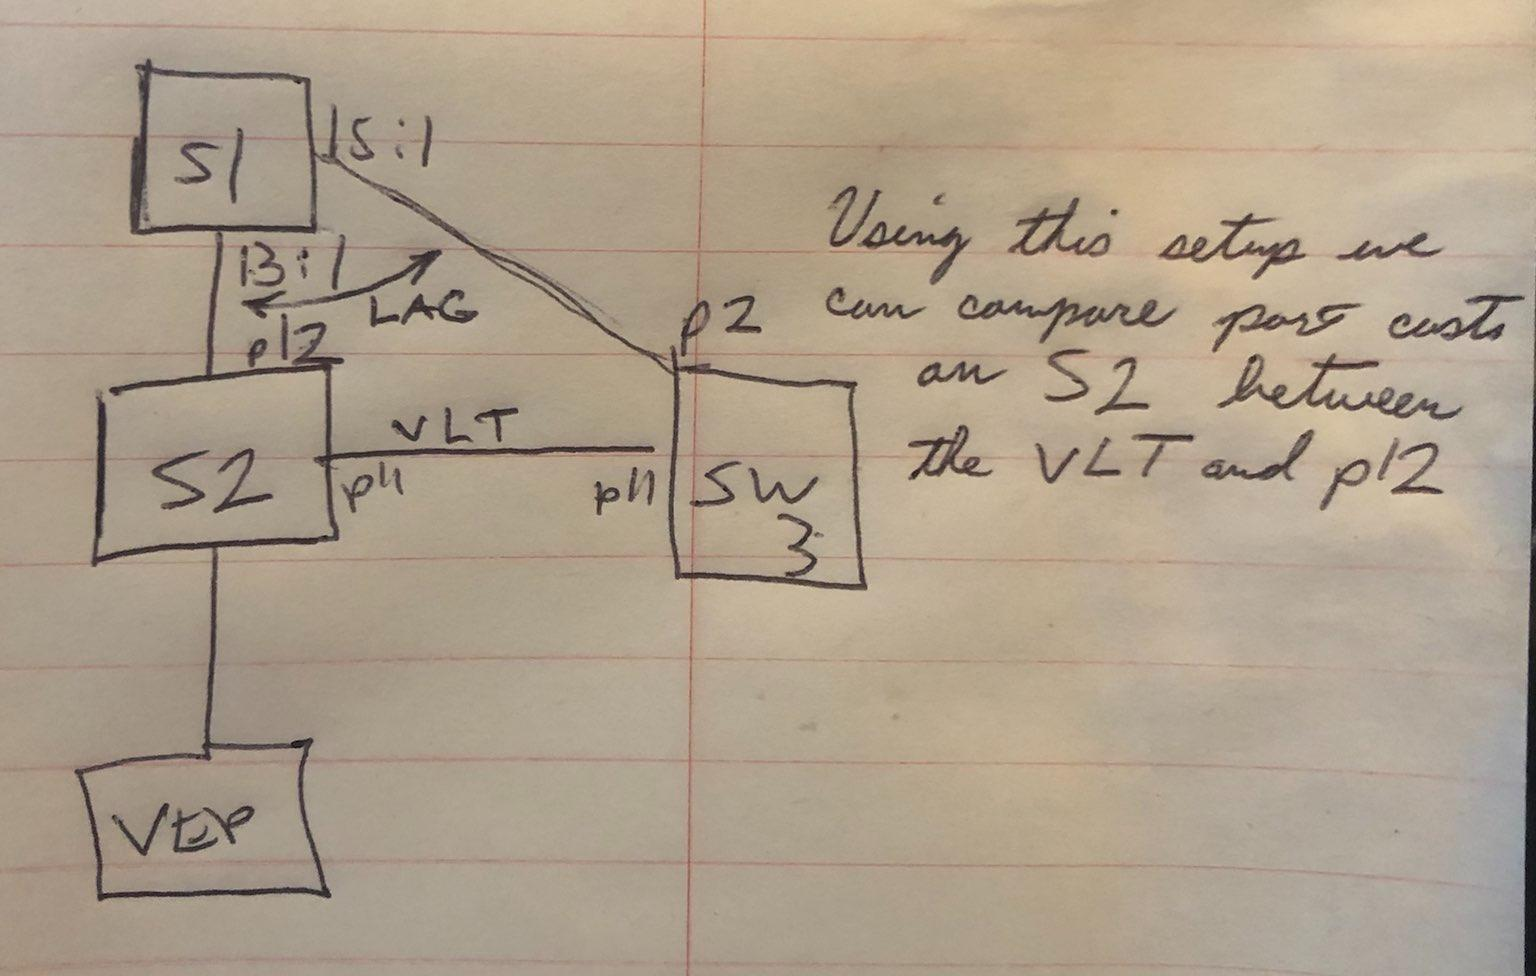 S1
15:1
13:1
LAG
p12
p2
VLT
S2
p11
p11
SW
3
VEP
Using this setup we
can compare port costs
on S2 between
the VLT and p12